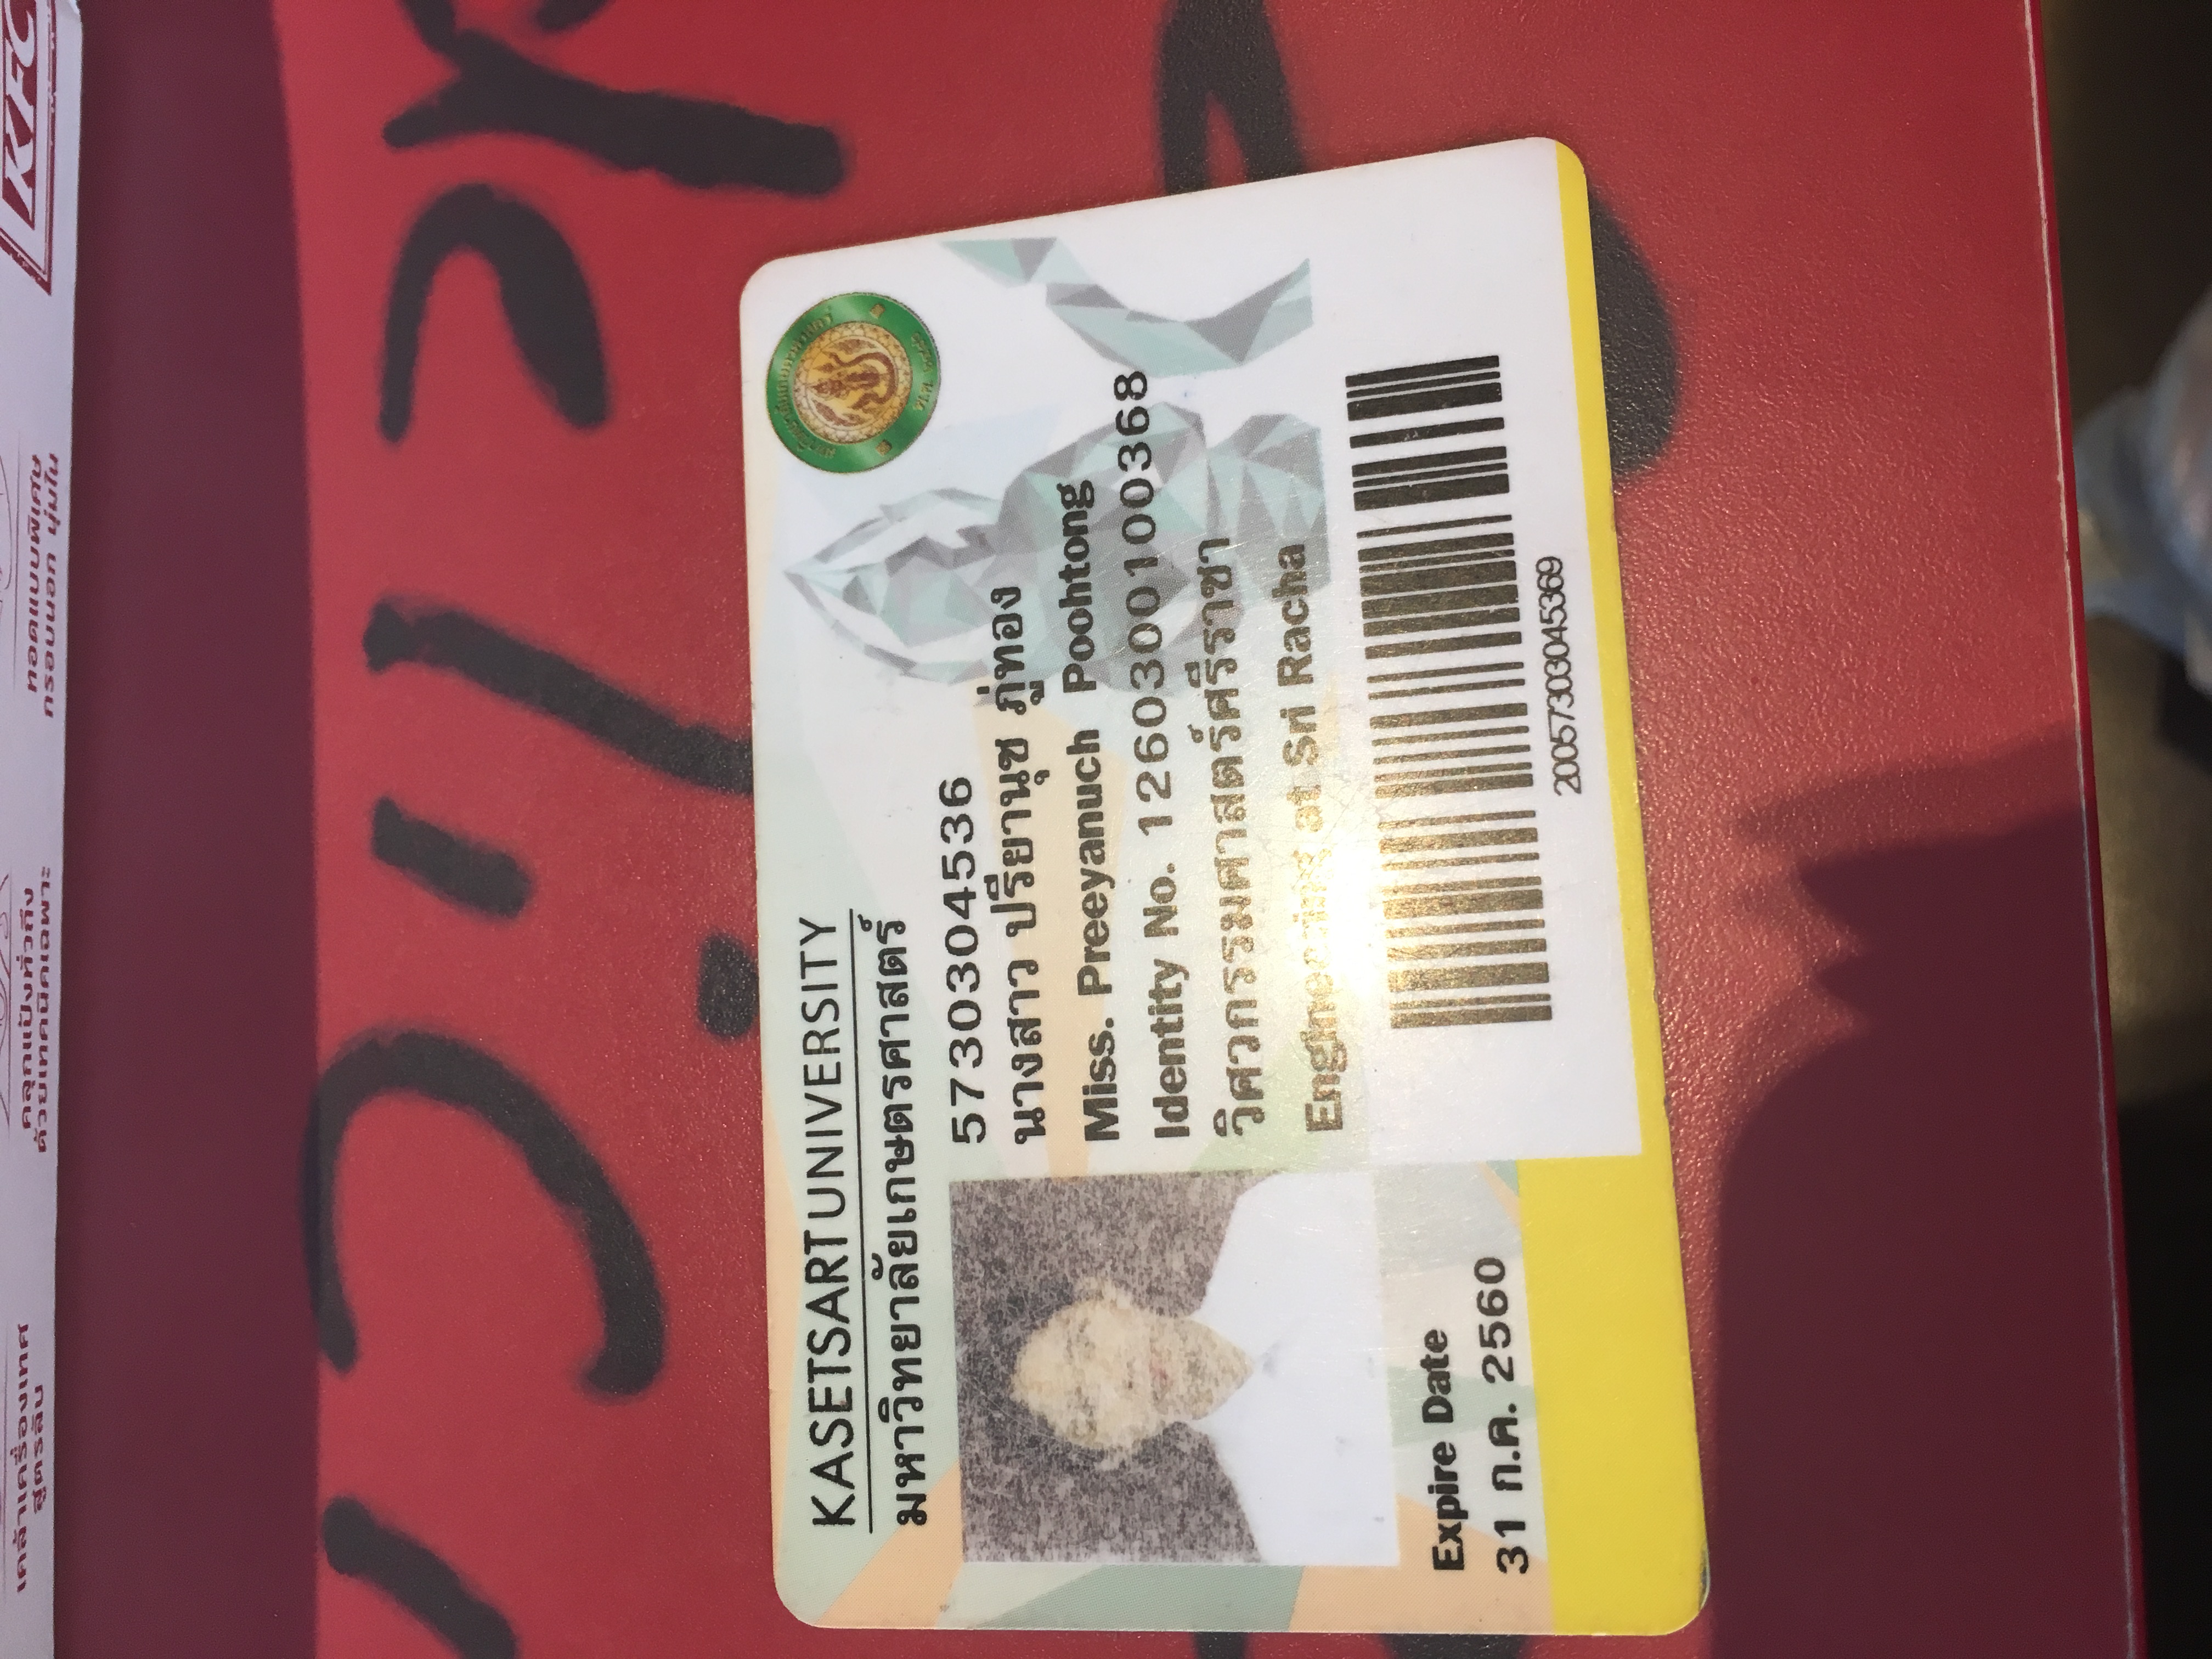 เคล้าเครื่องเทศ
สูตรลับ
คลุกแป้งทั่วถึง
ด้วยเทคนิคเฉพาะ
ทอดแบบพิเศษ
กรอบนอก นุ่มใน
KFC
KASETSART UNIVERSITY
มหาวิทยาลัยเกษตรศาสตร์
5730304536
นางสาว ปรียานุช ภู่ทอง
Miss. Preeyanuch Poohtong
Identity No. 1260300100368
วิศวกรรมศาสตร์ศรีราชา
Engineering at Sri Racha
Expire Date
31 ก.ค. 2560
20057303045369